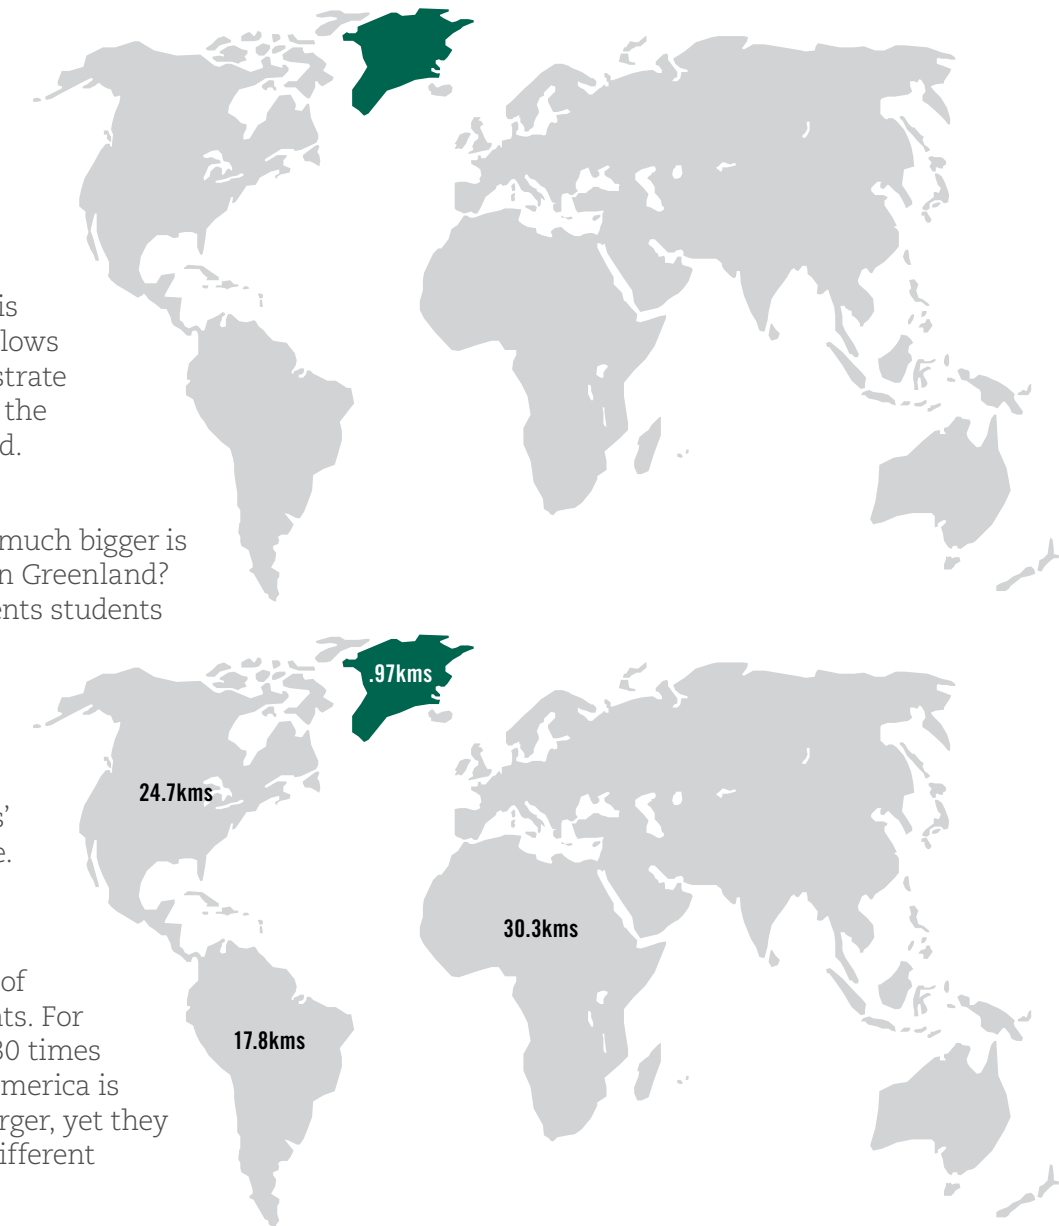 is
lows
strate
the
d.
much bigger is
n Greenland?
ents students
s’
e.
of
ts. For
30 times
merica is
rger, yet they
ifferent
.97kms
24.7kms
30.3kms
17.8kms